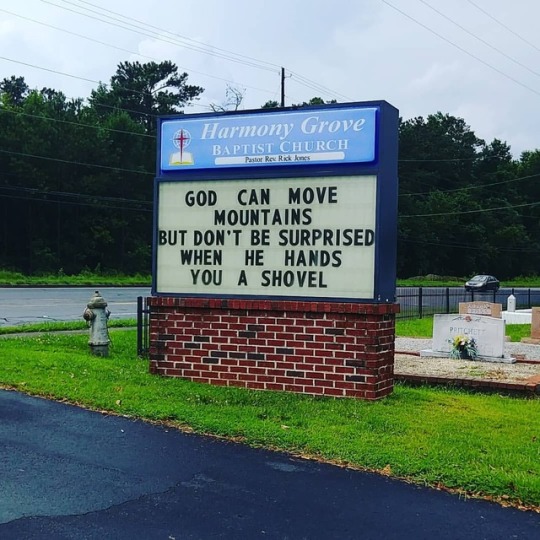 Harmony Grove
BAPTIST CHURCH
Pastor Rev. Rick Jones
GOD CAN MOVE
MOUNTAINS
BUT DON'T BE SURPRISED
WHEN HE HANDS
YOU A SHOVEL
PRITCHETT